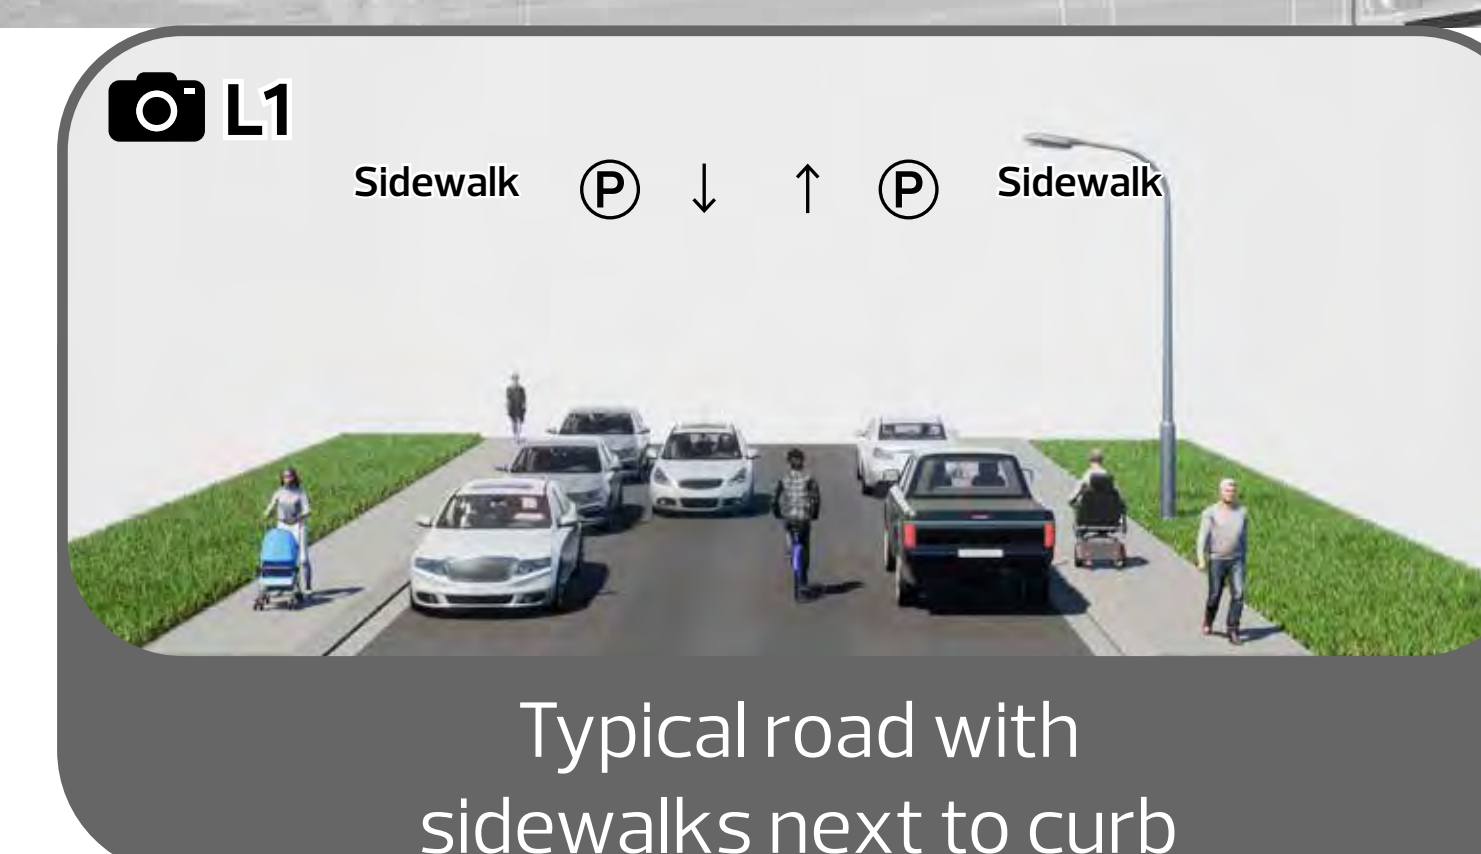 L1
Sidewalk P ↓ ↑ P Sidewalk
Typical road with
sidewalks next to curb